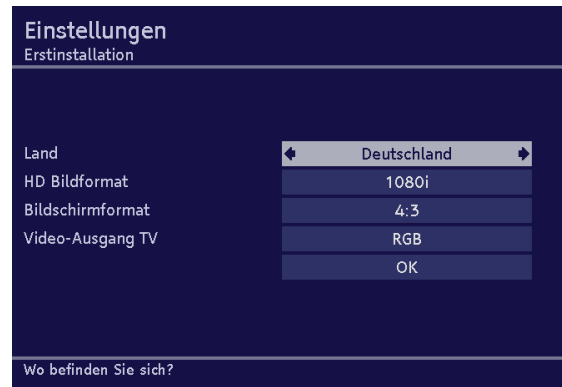 Einstellungen
Erstinstallation
Land Deutschland
HD Bildformat 1080i
Bildschirmformat 4:3
Video-Ausgang TV RGB
OK
Wo befinden Sie sich?